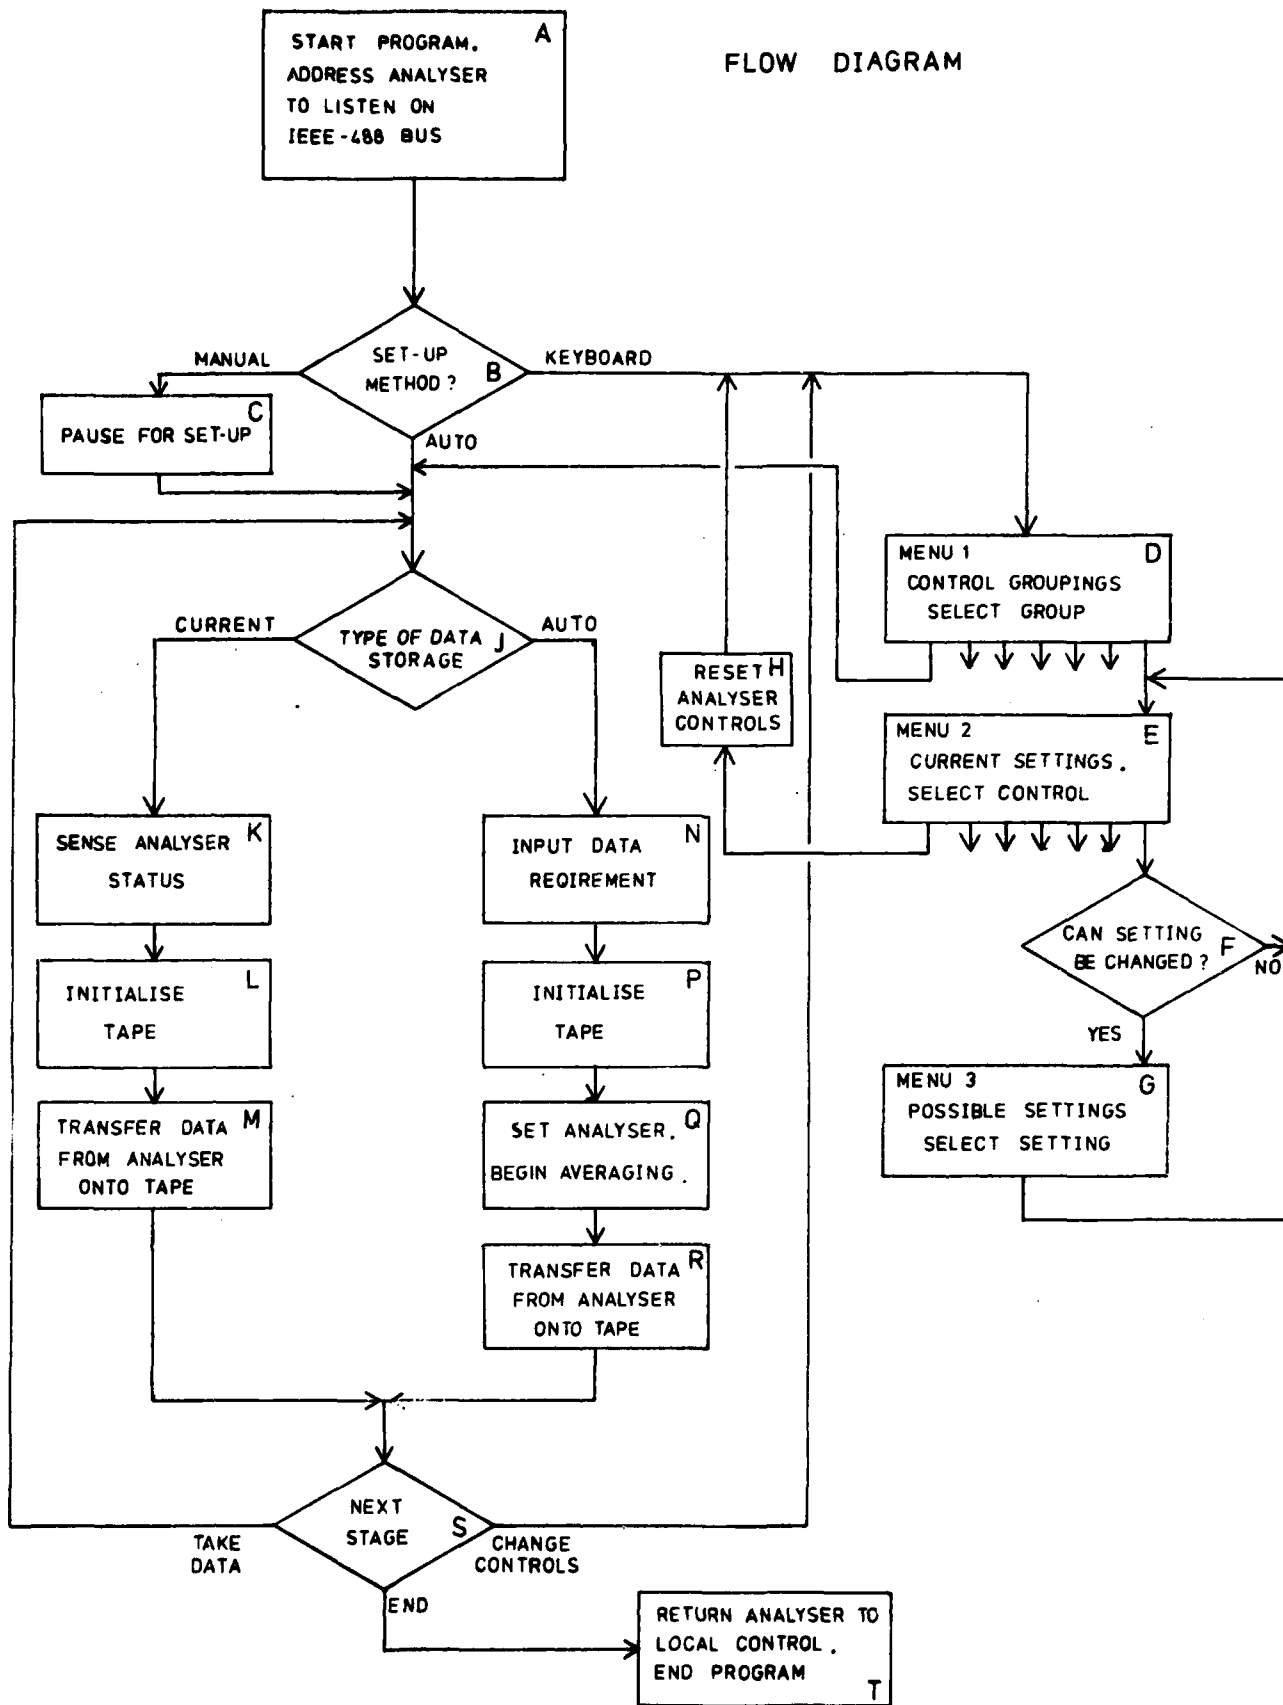 FLOW DIAGRAM
START PROGRAM. A
ADDRESS ANALYSER
TO LISTEN ON
IEEE-488 BUS
MANUAL
SET-UP
METHOD? B
KEYBOARD
AUTO
C
PAUSE FOR SET-UP
MENU 1 D
CONTROL GROUPINGS
SELECT GROUP
CURRENT
TYPE OF DATA
STORAGE
J
AUTO
RESET H
ANALYSER
CONTROLS
MENU 2 E
CURRENT SETTINGS.
SELECT CONTROL
SENSE ANALYSER K
STATUS
INPUT DATA N
REQIREMENT
CAN SETTING
BE CHANGED? F
NO
YES
INITIALISE L
TAPE
INITIALISE P
TAPE
MENU 3 G
POSSIBLE SETTINGS
SELECT SETTING
TRANSFER DATA M
FROM ANALYSER
ONTO TAPE
SET ANALYSER. Q
BEGIN AVERAGING.
TRANSFER DATA R
FROM ANALYSER
ONTO TAPE
NEXT
STAGE S
TAKE
DATA
CHANGE
CONTROLS
END
RETURN ANALYSER TO
LOCAL CONTROL.
END PROGRAM
T